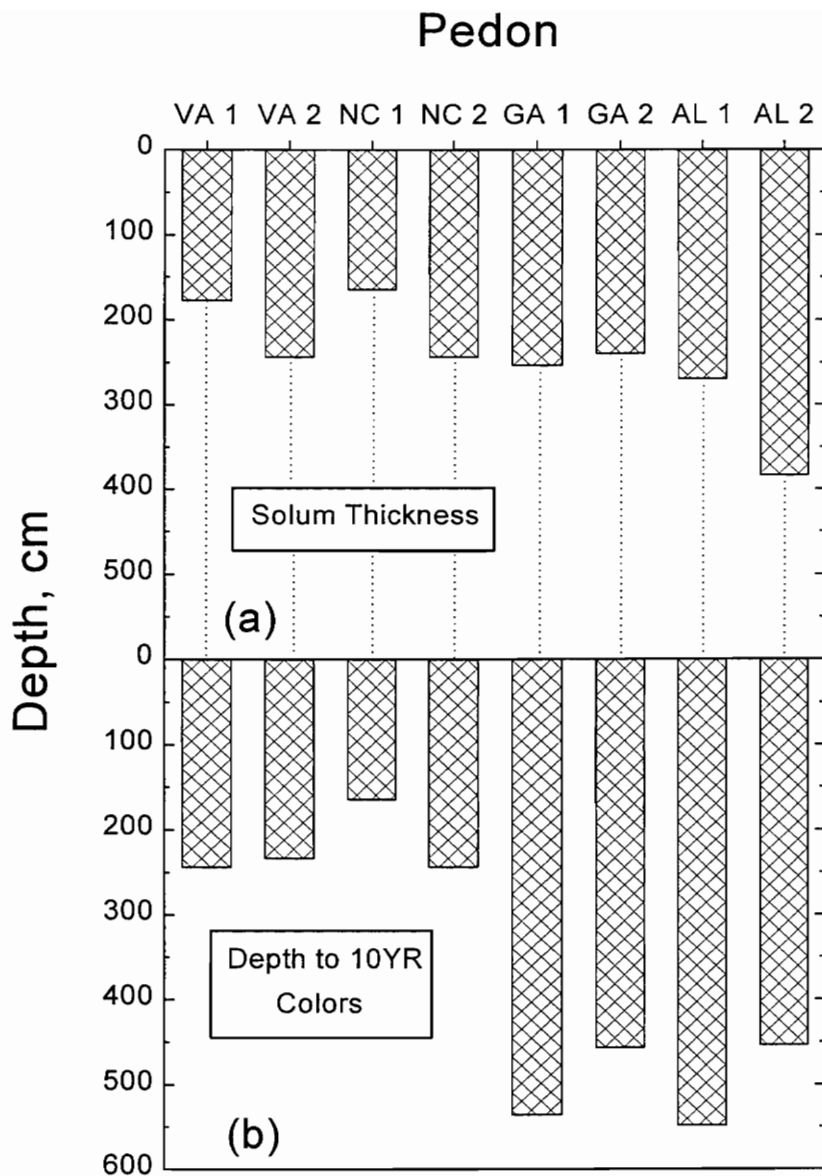 Pedon
VA 1 VA 2 NC 1 NC 2 GA 1 GA 2 AL 1 AL 2
0
100
200
300
400
500
Solum Thickness
(a)
Depth, cm
0
100
200
300
400
500
600
Depth to 10YR
Colors
(b)